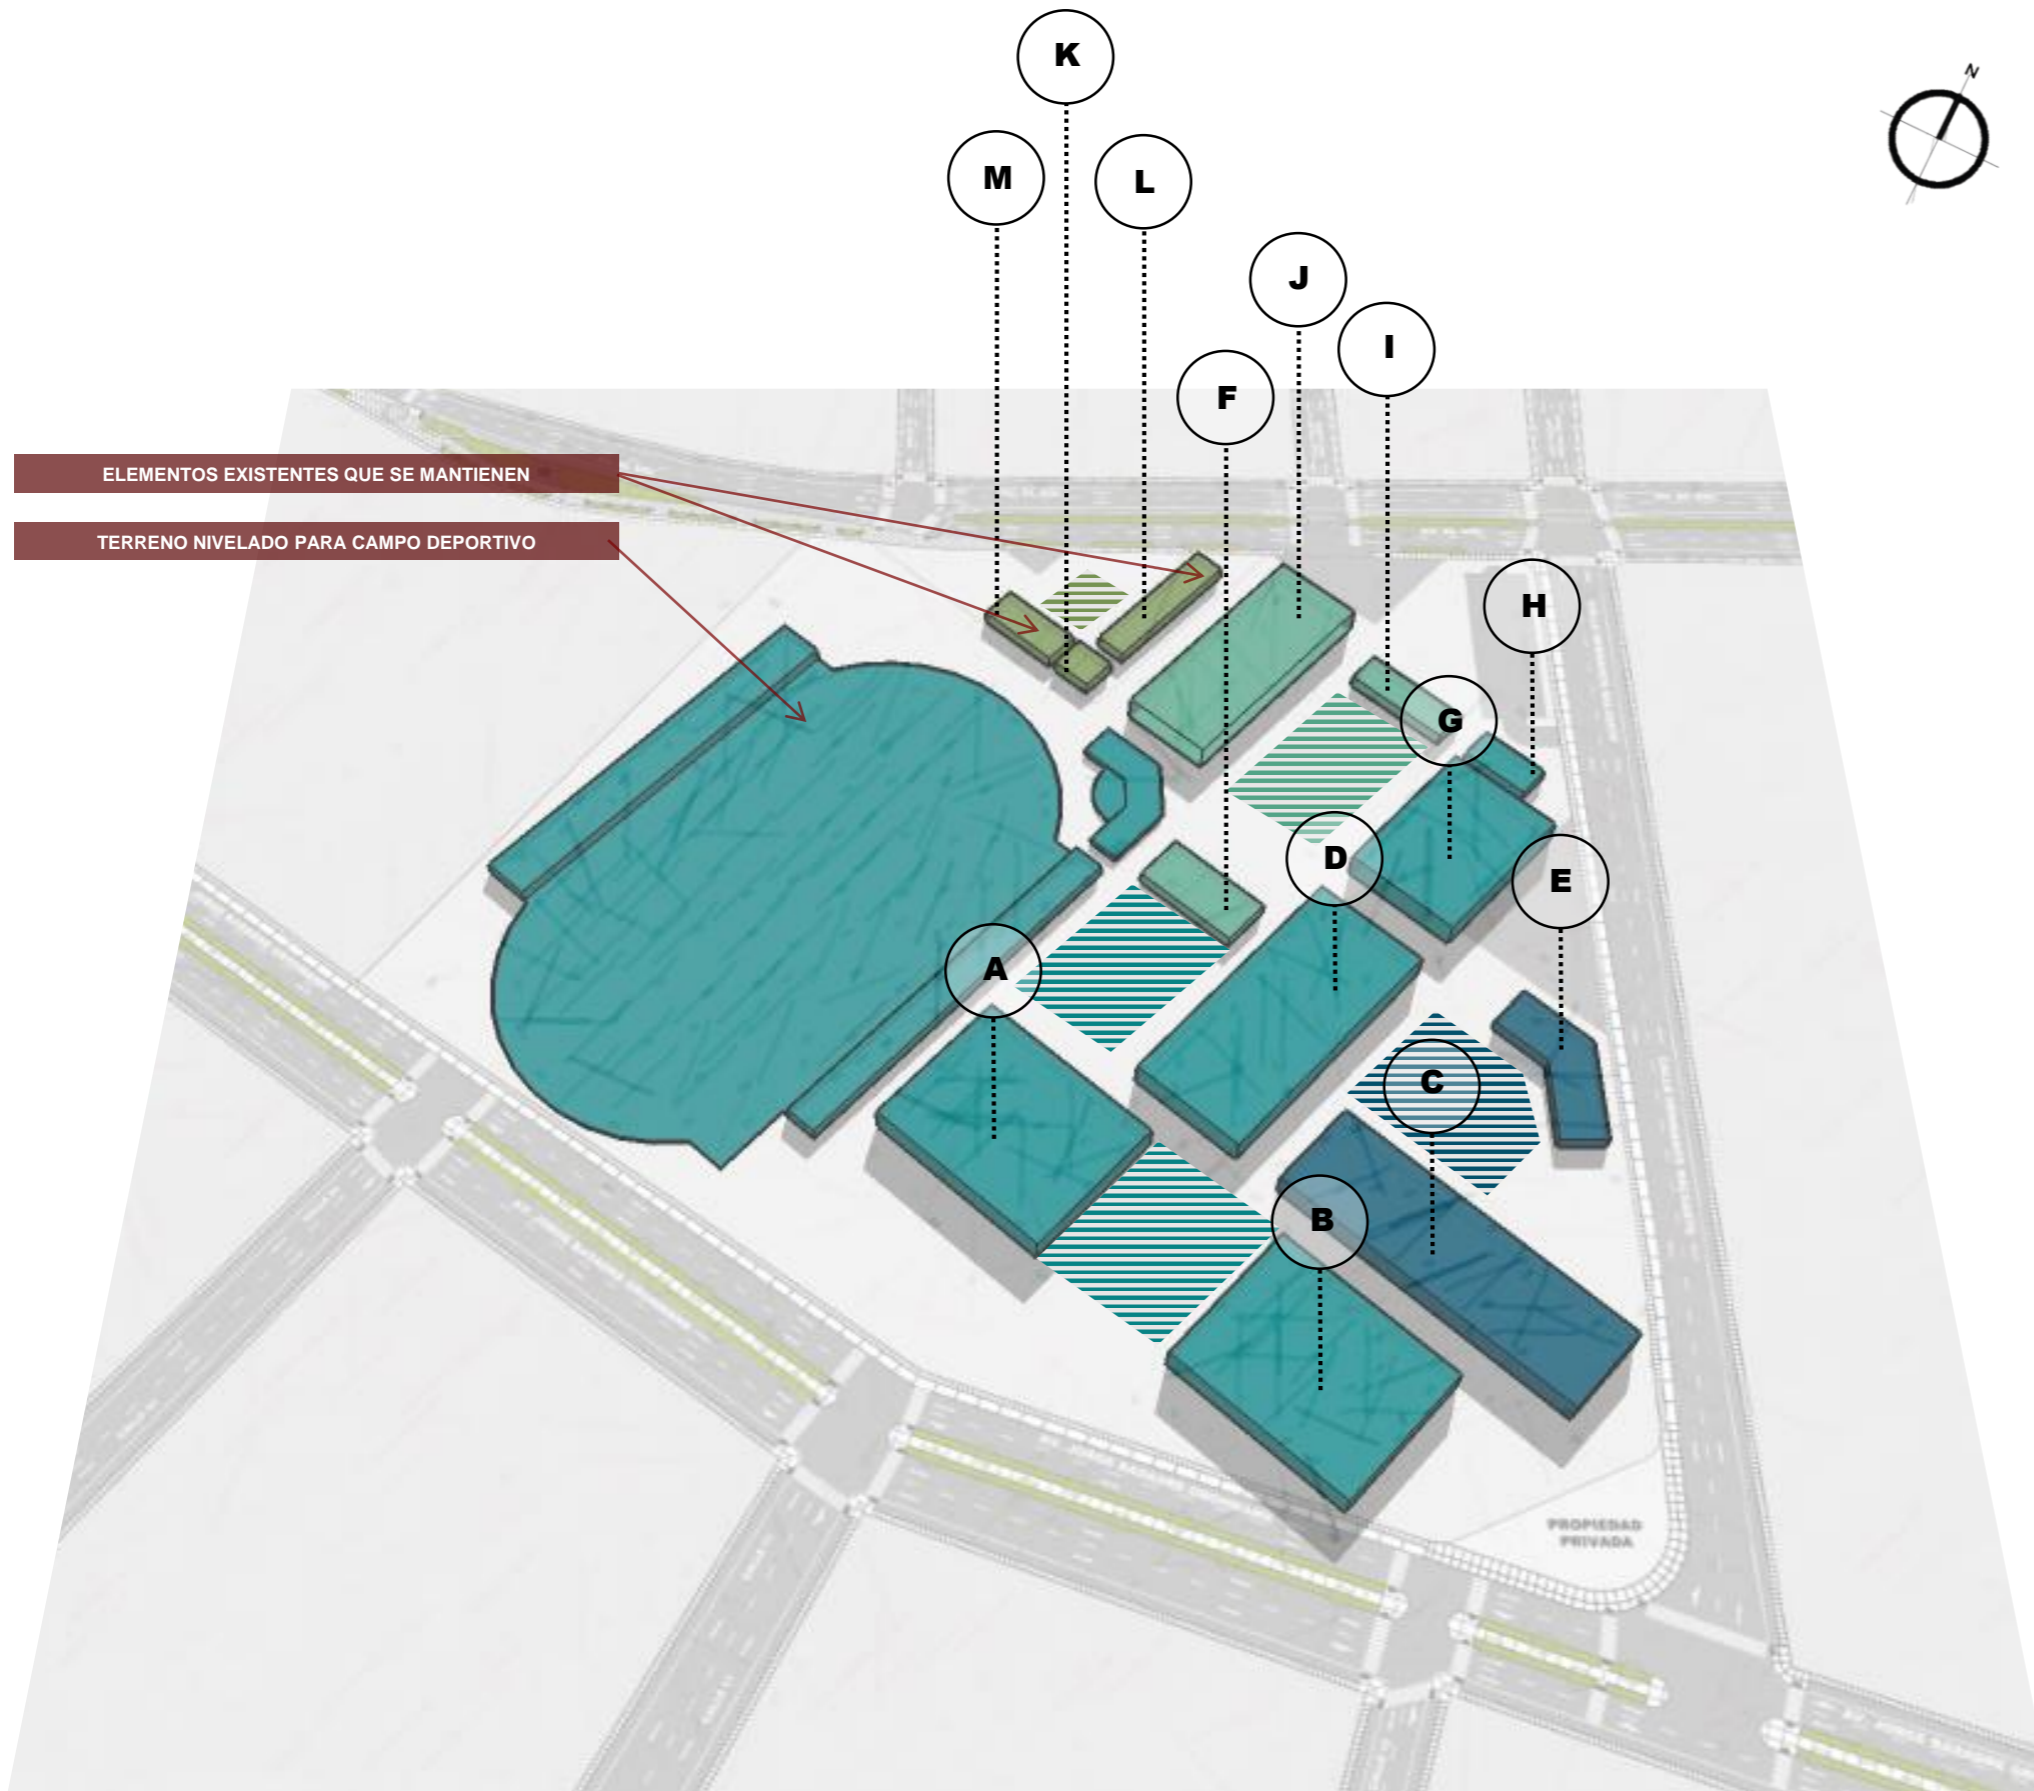 K
N
M
L
J
I
F
ELEMENTOS EXISTENTES QUE SE MANTIENEN
TERRENO NIVELADO PARA CAMPO DEPORTIVO
H
G
D
E
A
C
B
PROPIEDAD
PRIVADA